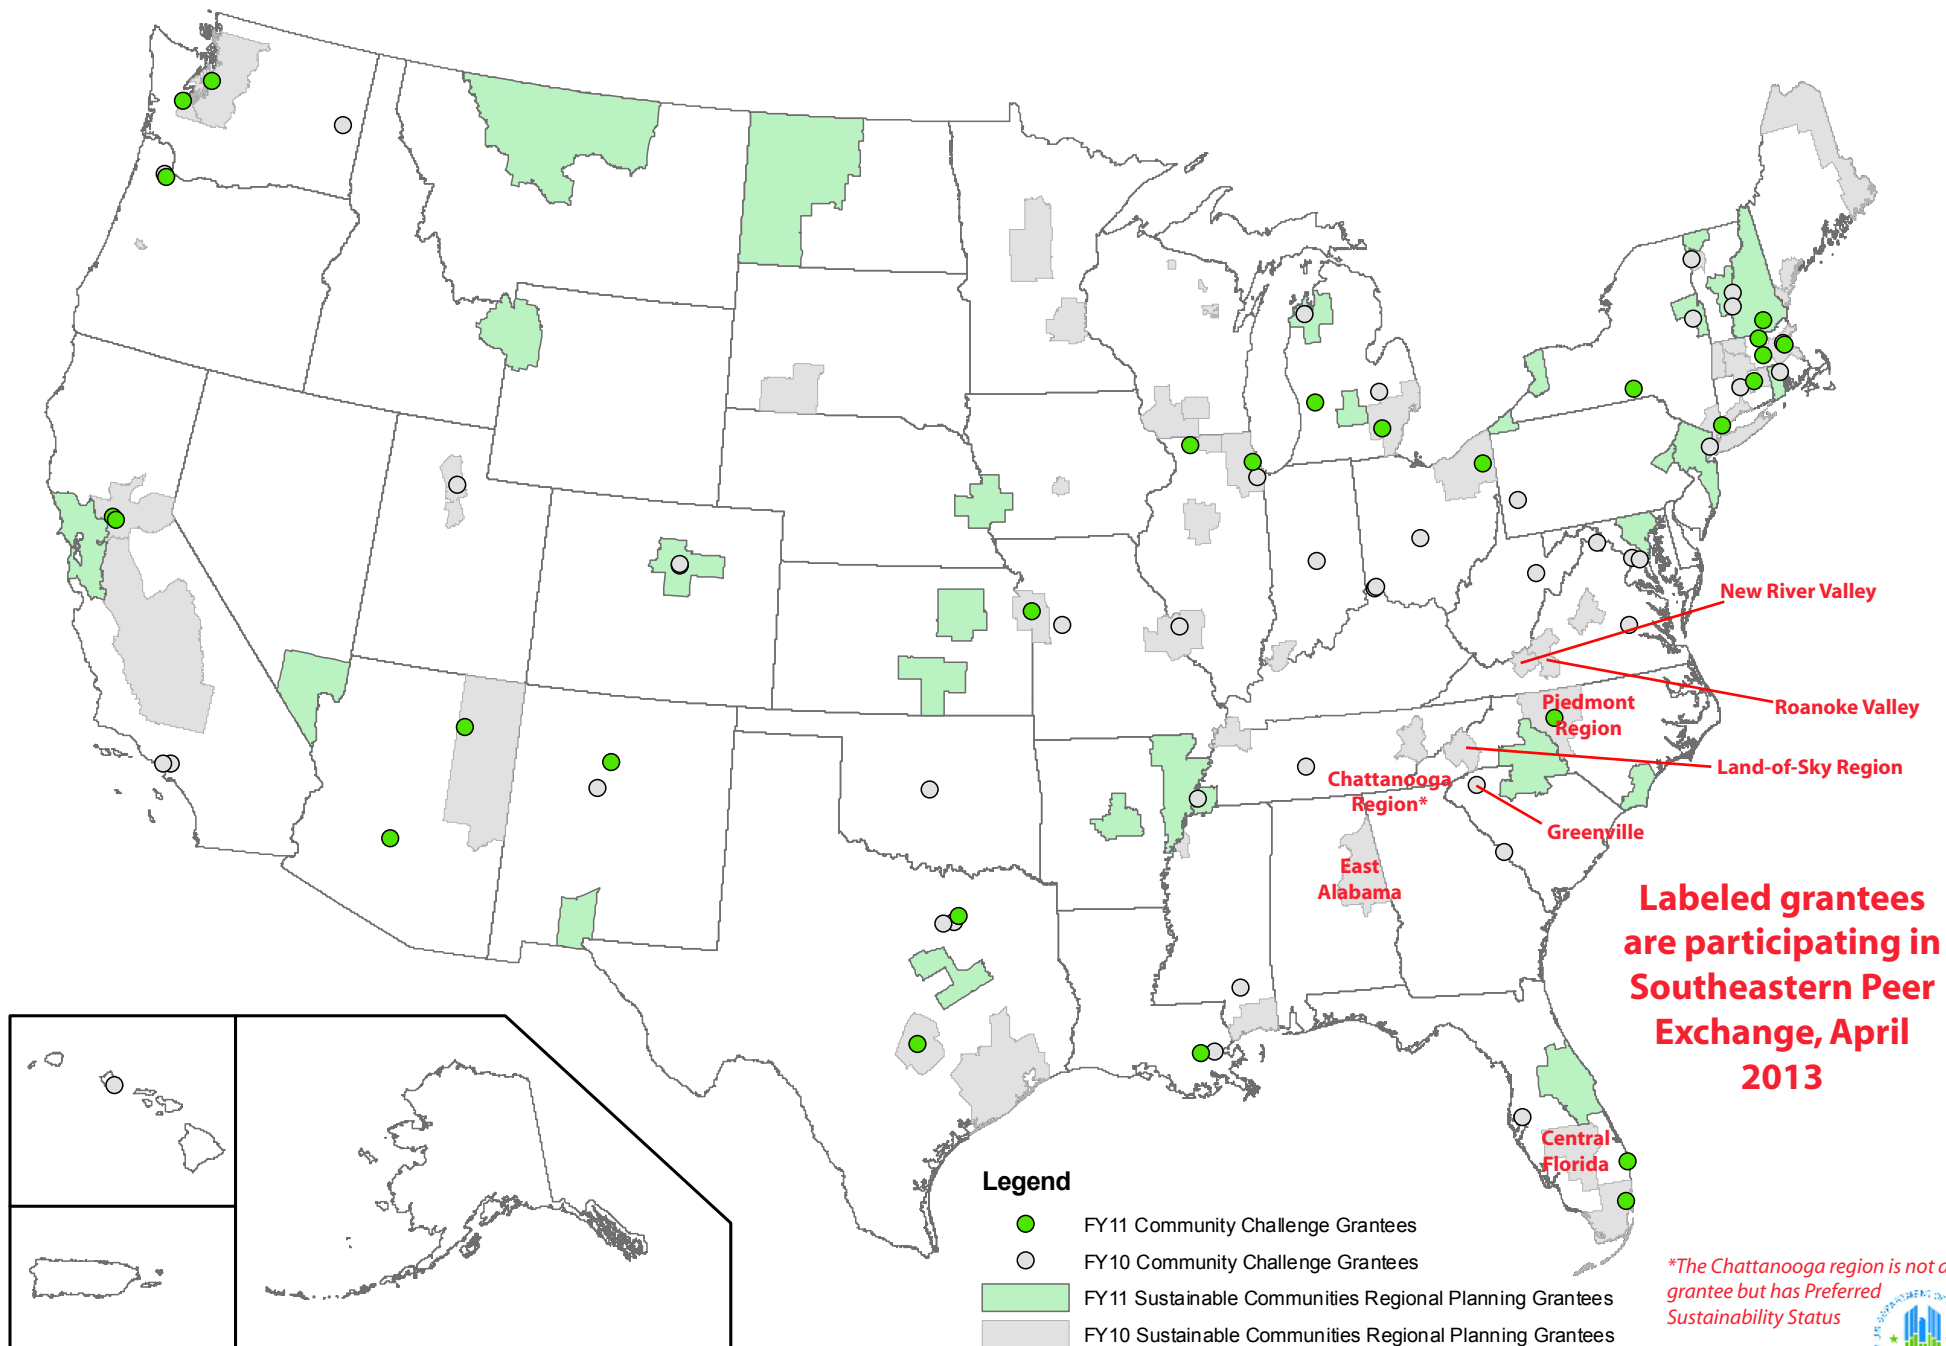 New River Valley
Roanoke Valley
Piedmont
Region
Land-of-Sky Region
Chattanooga
Region*
Greenville
East
Alabama
Labeled grantees
are participating in
Southeastern Peer
Exchange, April
2013
Central
Florida
Legend
FY11 Community Challenge Grantees
FY10 Community Challenge Grantees
FY11 Sustainable Communities Regional Planning Grantees
FY10 Sustainable Communities Regional Planning Grantees
*The Chattanooga region is not a
grantee but has Preferred
Sustainability Status